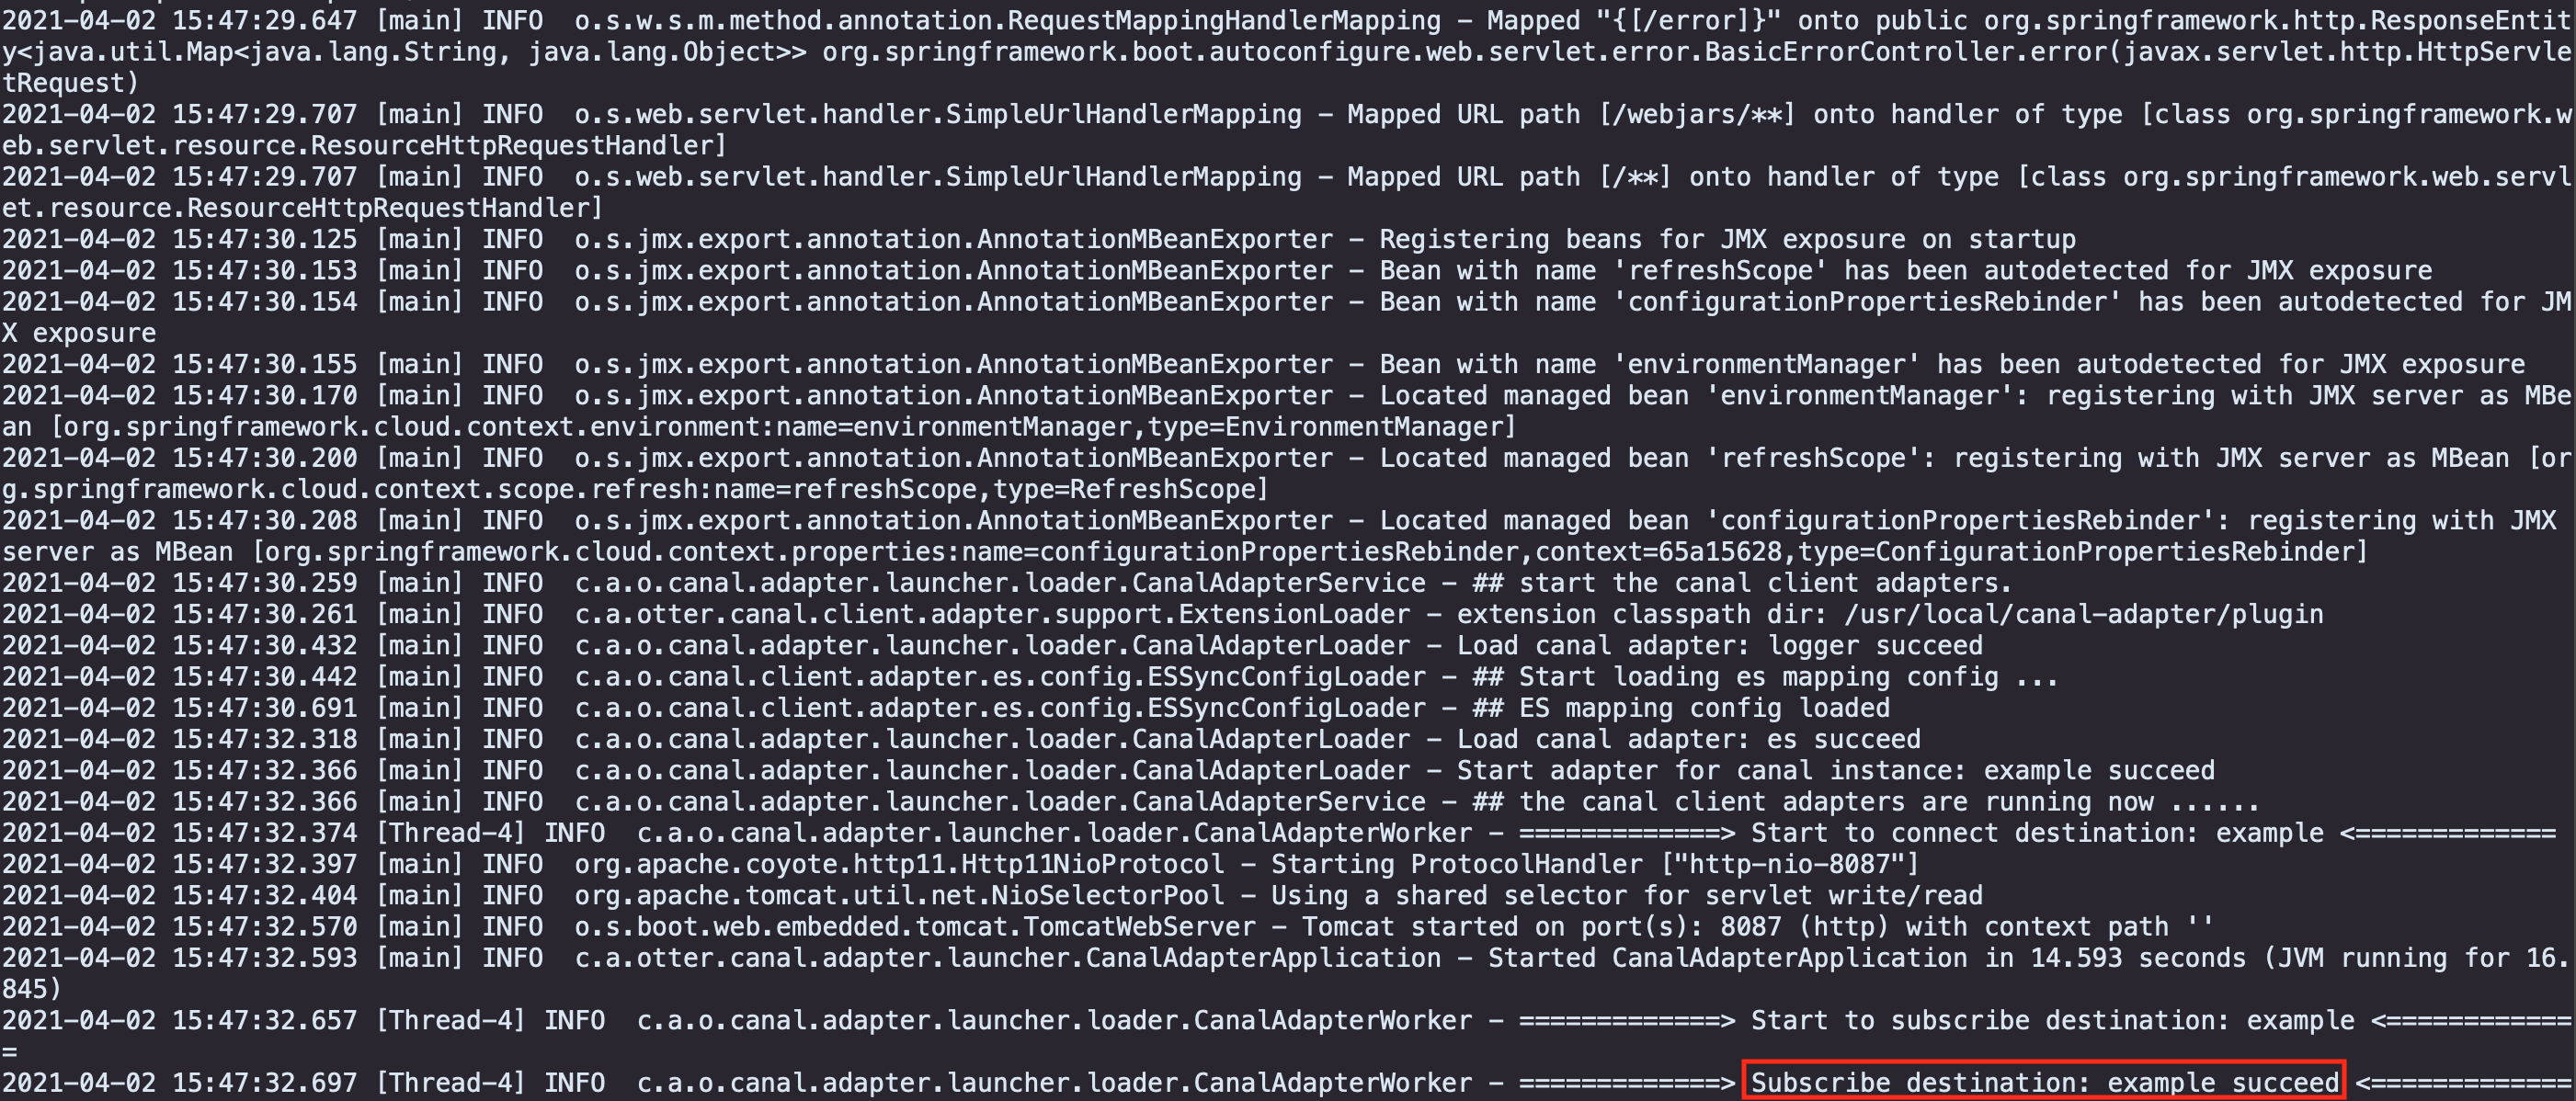 2021-04-02 15:47:29.647 [main] INFO  o.s.w.s.m.method.annotation.RequestMappingHandlerMapping - Mapped "{[/error]}" onto public org.springframework.http.ResponseEntit
y<java.util.Map<java.lang.String, java.lang.Object>> org.springframework.boot.autoconfigure.web.servlet.error.BasicErrorController.error(javax.servlet.http.HttpServle
tRequest)
2021-04-02 15:47:29.707 [main] INFO  o.s.web.servlet.handler.SimpleUrlHandlerMapping - Mapped URL path [/webjars/**] onto handler of type [class org.springframework.w
eb.servlet.resource.ResourceHttpRequestHandler]
2021-04-02 15:47:29.707 [main] INFO  o.s.web.servlet.handler.SimpleUrlHandlerMapping - Mapped URL path [/**] onto handler of type [class org.springframework.web.servl
et.resource.ResourceHttpRequestHandler]
2021-04-02 15:47:30.125 [main] INFO  o.s.jmx.export.annotation.AnnotationMBeanExporter - Registering beans for JMX exposure on startup
2021-04-02 15:47:30.153 [main] INFO  o.s.jmx.export.annotation.AnnotationMBeanExporter - Bean with name 'refreshScope' has been autodetected for JMX exposure
2021-04-02 15:47:30.154 [main] INFO  o.s.jmx.export.annotation.AnnotationMBeanExporter - Bean with name 'configurationPropertiesRebinder' has been autodetected for JM
X exposure
2021-04-02 15:47:30.155 [main] INFO  o.s.jmx.export.annotation.AnnotationMBeanExporter - Bean with name 'environmentManager' has been autodetected for JMX exposure
2021-04-02 15:47:30.170 [main] INFO  o.s.jmx.export.annotation.AnnotationMBeanExporter - Located managed bean 'environmentManager': registering with JMX server as MBe
an [org.springframework.cloud.context.environment:name=environmentManager,type=EnvironmentManager]
2021-04-02 15:47:30.200 [main] INFO  o.s.jmx.export.annotation.AnnotationMBeanExporter - Located managed bean 'refreshScope': registering with JMX server as MBean [or
g.springframework.cloud.context.scope.refresh:name=refreshScope,type=RefreshScope]
2021-04-02 15:47:30.208 [main] INFO  o.s.jmx.export.annotation.AnnotationMBeanExporter - Located managed bean 'configurationPropertiesRebinder': registering with JMX
server as MBean [org.springframework.cloud.context.properties:name=configurationPropertiesRebinder,context=65a15628,type=ConfigurationPropertiesRebinder]
2021-04-02 15:47:30.259 [main] INFO  c.a.o.canal.adapter.launcher.loader.CanalAdapterService - ## start the canal client adapters.
2021-04-02 15:47:30.261 [main] INFO  c.a.otter.canal.client.adapter.support.ExtensionLoader - extension classpath dir: /usr/local/canal-adapter/plugin
2021-04-02 15:47:30.432 [main] INFO  c.a.o.canal.adapter.launcher.loader.CanalAdapterLoader - Load canal adapter: logger succeed
2021-04-02 15:47:30.442 [main] INFO  c.a.o.canal.client.adapter.es.config.ESSyncConfigLoader - ## Start loading es mapping config ...
2021-04-02 15:47:30.691 [main] INFO  c.a.o.canal.client.adapter.es.config.ESSyncConfigLoader - ## ES mapping config loaded
2021-04-02 15:47:32.318 [main] INFO  c.a.o.canal.adapter.launcher.loader.CanalAdapterLoader - Load canal adapter: es succeed
2021-04-02 15:47:32.366 [main] INFO  c.a.o.canal.adapter.launcher.loader.CanalAdapterLoader - Start adapter for canal instance: example succeed
2021-04-02 15:47:32.366 [main] INFO  c.a.o.canal.adapter.launcher.loader.CanalAdapterService - ## the canal client adapters are running now ......
2021-04-02 15:47:32.374 [Thread-4] INFO  c.a.o.canal.adapter.launcher.loader.CanalAdapterWorker - =============> Start to connect destination: example <=============
2021-04-02 15:47:32.397 [main] INFO  org.apache.coyote.http11.Http11NioProtocol - Starting ProtocolHandler ["http-nio-8087"]
2021-04-02 15:47:32.404 [main] INFO  org.apache.tomcat.util.net.NioSelectorPool - Using a shared selector for servlet write/read
2021-04-02 15:47:32.570 [main] INFO  o.s.boot.web.embedded.tomcat.TomcatWebServer - Tomcat started on port(s): 8087 (http) with context path ''
2021-04-02 15:47:32.593 [main] INFO  c.a.otter.canal.adapter.launcher.CanalAdapterApplication - Started CanalAdapterApplication in 14.593 seconds (JVM running for 16.
845)
2021-04-02 15:47:32.657 [Thread-4] INFO  c.a.o.canal.adapter.launcher.loader.CanalAdapterWorker - =============> Start to subscribe destination: example <============
=
2021-04-02 15:47:32.697 [Thread-4] INFO  c.a.o.canal.adapter.launcher.loader.CanalAdapterWorker - =============> Subscribe destination: example succeed <=============